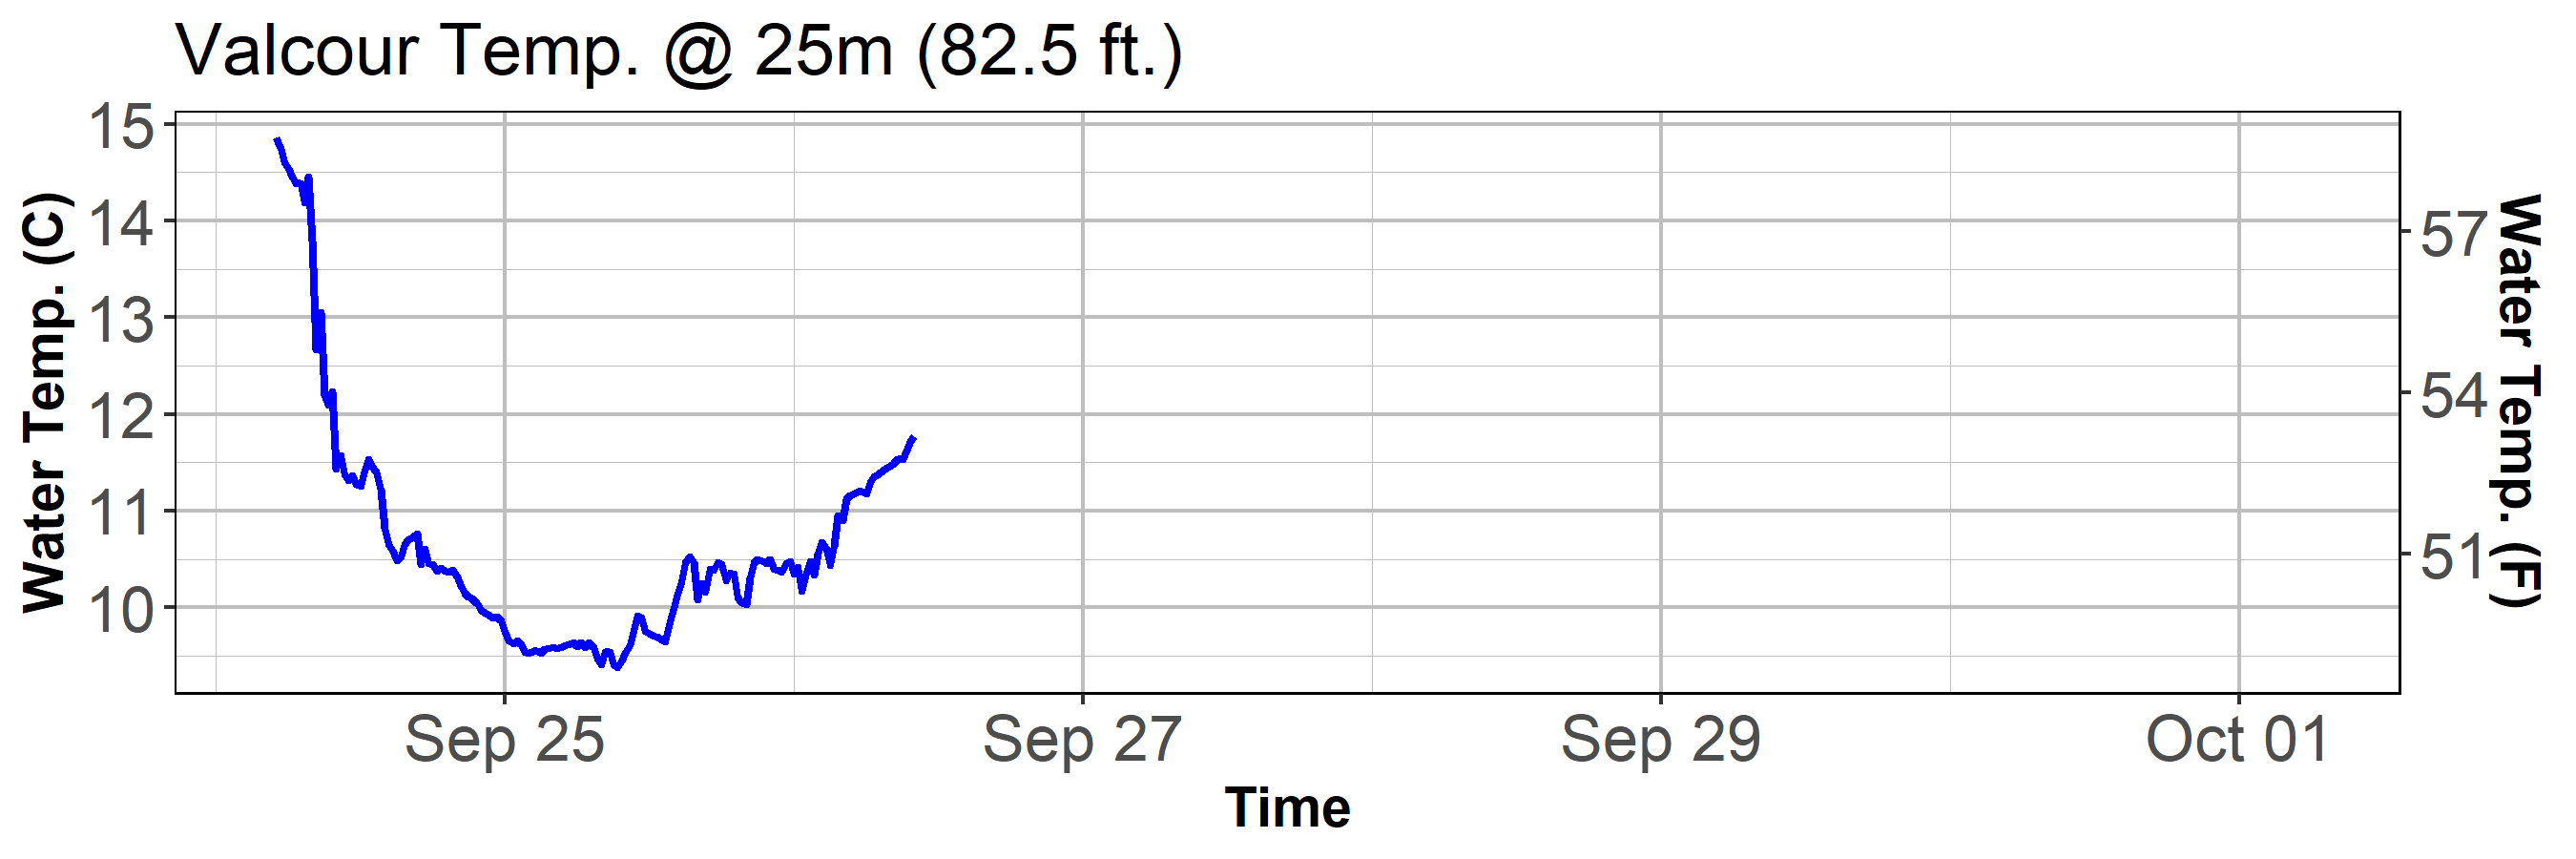 Valcour Temp. @ 25m (82.5 ft.)
15
14
13
12
11
10
Water Temp. (C)
57
54
51
Water Temp. (F)
Sep 25 Sep 27 Sep 29 Oct 01
Time